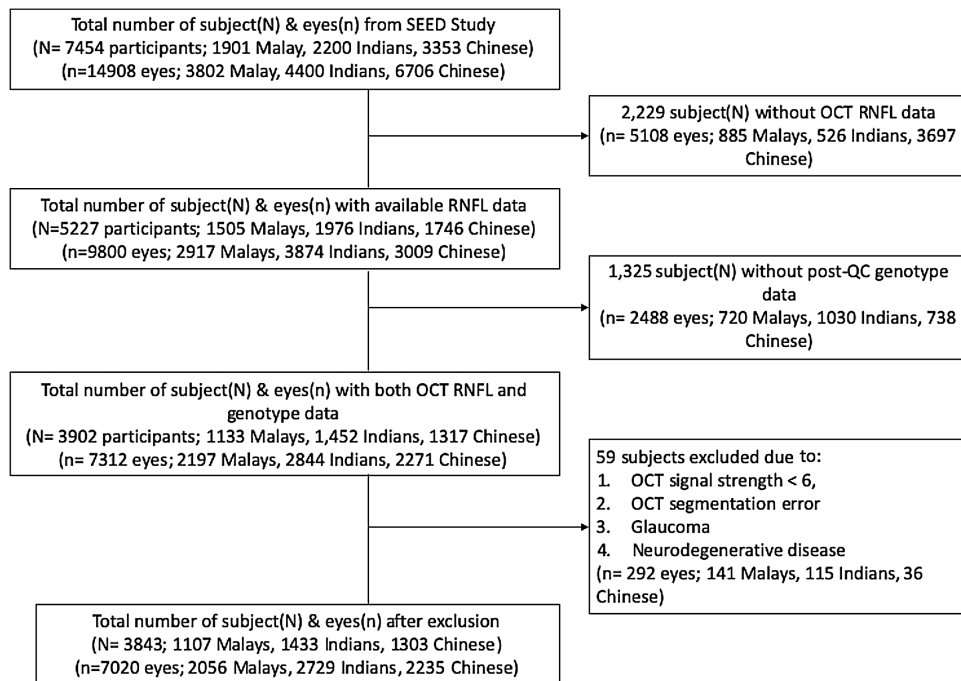 Total number of subject(N) & eyes(n) from SEED Study
(N= 7454 participants; 1901 Malay, 2200 Indians, 3353 Chinese)
(n=14908 eyes; 3802 Malay, 4400 Indians, 6706 Chinese)
2,229 subject(N) without OCT RNFL data
(n= 5108 eyes; 885 Malays, 526 Indians, 3697
Chinese)
Total number of subject(N) & eyes(n) with available RNFL data
(N=5227 participants; 1505 Malays, 1976 Indians, 1746 Chinese)
(n=9800 eyes; 2917 Malays, 3874 Indians, 3009 Chinese)
1,325 subject(N) without post-QC genotype
data
(n= 2488 eyes; 720 Malays, 1030 Indians, 738
Chinese)
Total number of subject(N) & eyes(n) with both OCT RNFL and
genotype data
(N= 3902 participants; 1133 Malays, 1,452 Indians, 1317 Chinese)
(n= 7312 eyes; 2197 Malays, 2844 Indians, 2271 Chinese)
59 subjects excluded due to:
1. OCT signal strength < 6,
2. OCT segmentation error
3. Glaucoma
4. Neurodegenerative disease
(n= 292 eyes; 141 Malays, 115 Indians, 36
Chinese)
Total number of subject(N) & eyes(n) after exclusion
(N= 3843; 1107 Malays, 1433 Indians, 1303 Chinese)
(n=7020 eyes; 2056 Malays, 2729 Indians, 2235 Chinese)